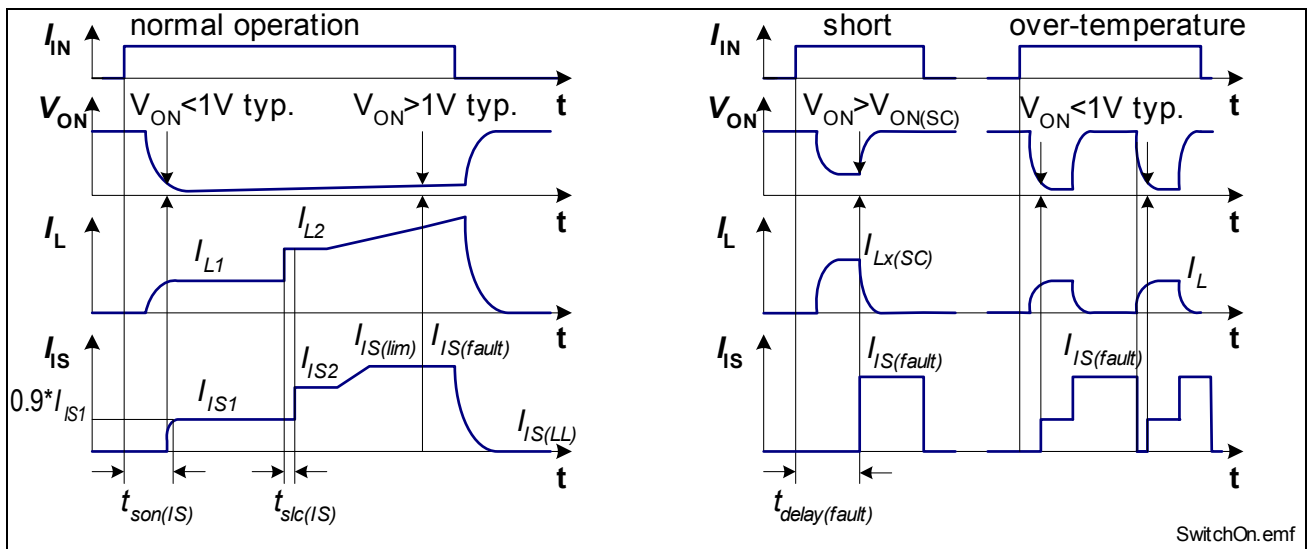 normal operation
short
over-temperature
I_IN
t
I_IN
t
V_ON
V_ON<1V typ.
V_ON>1V typ.
t
V_ON
V_ON>V_ON(SC)
V_ON<1V typ.
t
I_L
I_L1
I_L2
t
I_L
I_Lx(SC)
I_L
t
I_IS
0.9*I_IS1
I_IS1
I_IS2
I_IS(lim)
I_IS(fault)
I_IS(LL)
t
I_IS
I_IS(fault)
I_IS(fault)
t
t_son(IS)
t_slc(IS)
t_delay(fault)
SwitchOn.emf